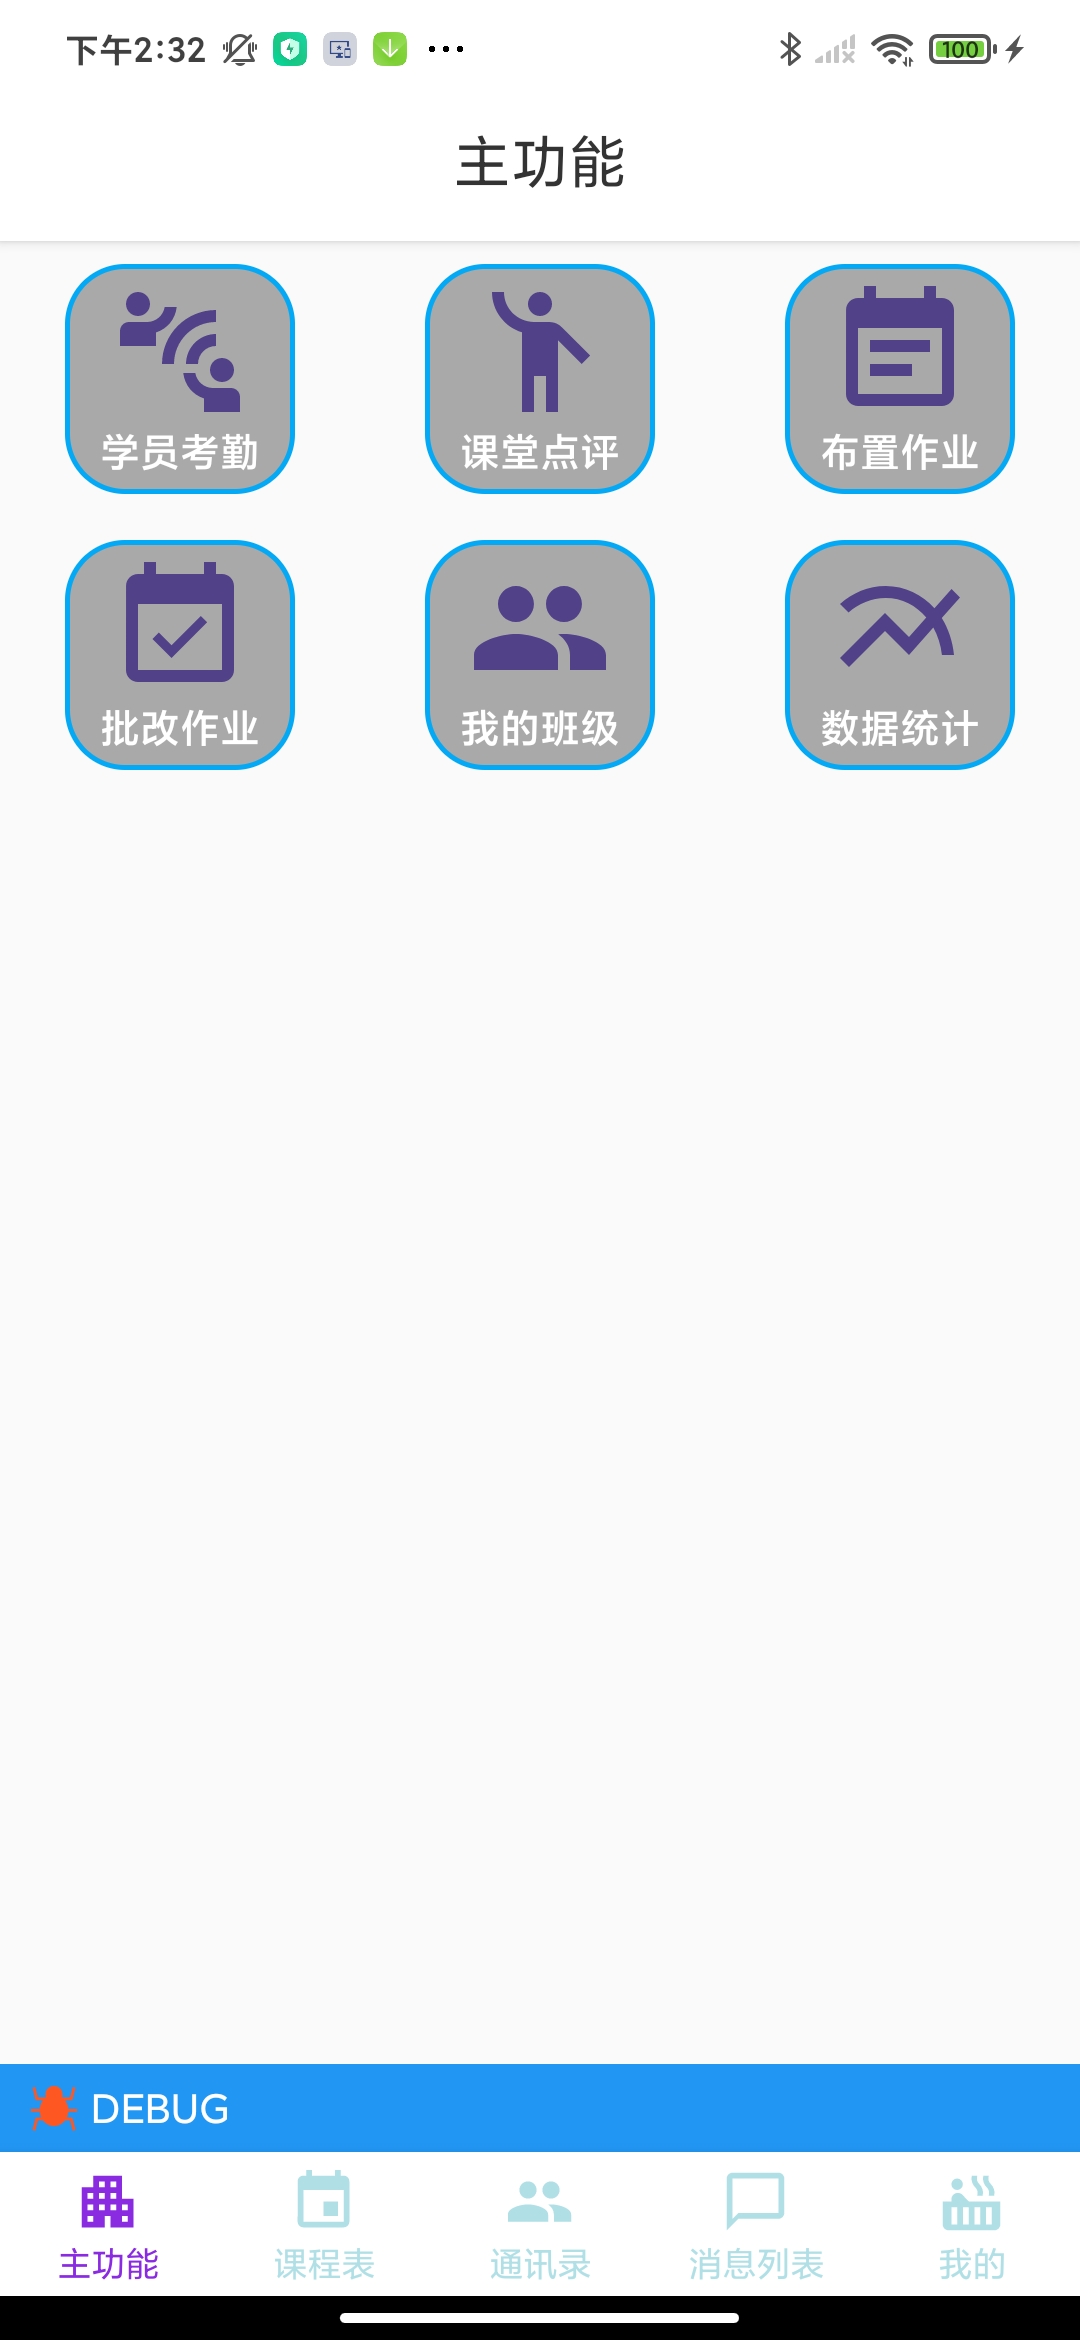 下午2:32
100
主功能
学员考勤 课堂点评 布置作业
批改作业 我的班级 数据统计
DEBUG
主功能 课程表 通讯录 消息列表 我的